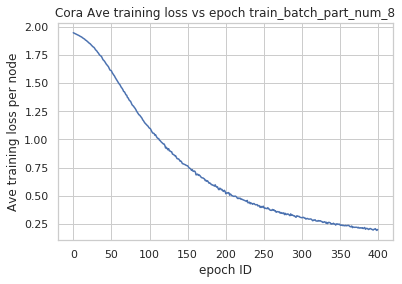 Cora Ave training loss vs epoch train_batch_part_num_8
Ave training loss per node
2.00
1.75
1.50
1.25
1.00
0.75
0.50
0.25
0 50 100 150 200 250 300 350 400
epoch ID